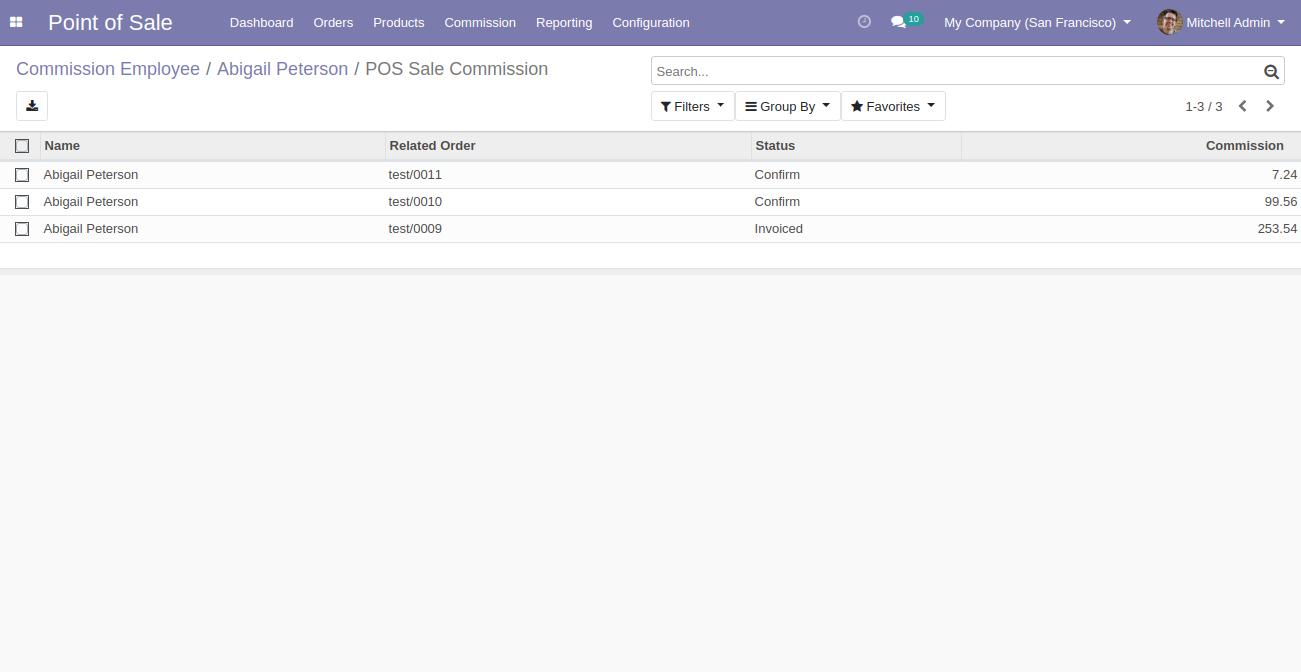 Point of Sale Dashboard Orders Products Commission Reporting Configuration 10 My Company (San Francisco) Mitchell Admin
Commission Employee / Abigail Peterson / POS Sale Commission
Search...
Filters Group By Favorites 1-3 / 3
Name Related Order Status Commission
Abigail Peterson test/0011 Confirm 7.24
Abigail Peterson test/0010 Confirm 99.56
Abigail Peterson test/0009 Invoiced 253.54